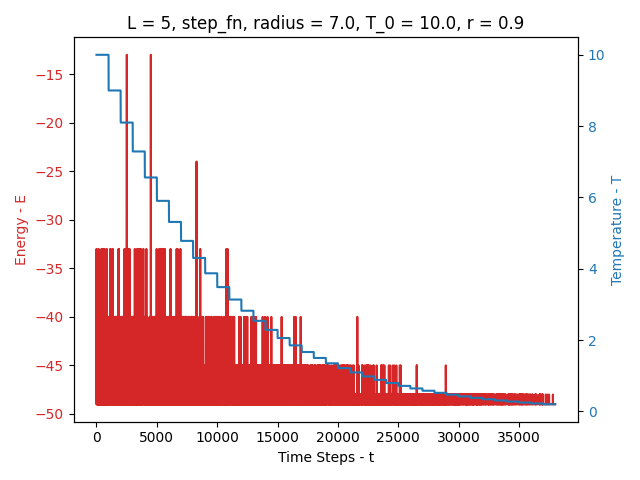 L = 5, step_fn, radius = 7.0, T_0 = 10.0, r = 0.9
Energy - E
−15
−20
−25
−30
−35
−40
−45
−50
10
8
6
4
2
0
Temperature - T
0 5000 10000 15000 20000 25000 30000 35000
Time Steps - t